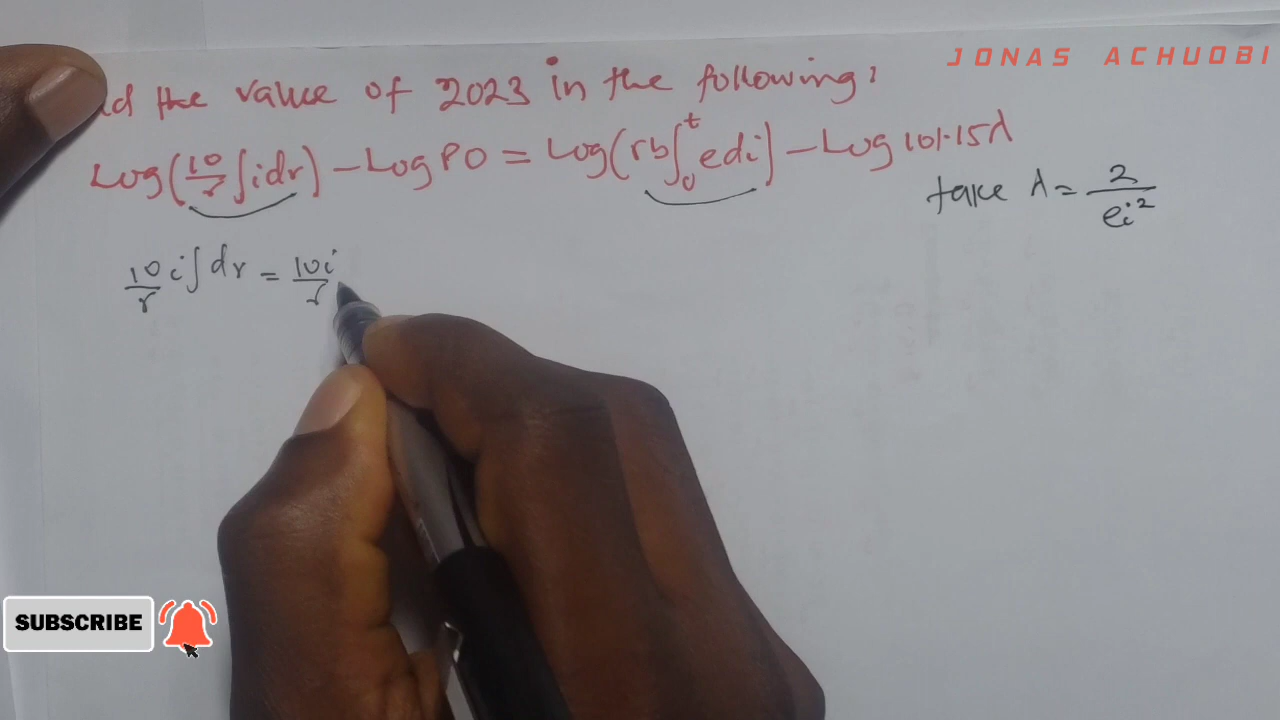 JONAS ACHUOBI
the value of 2023 in the following:
Log(10/r ∫idr) - Log PO = Log(rb∫₀ᵗ edi) - Log 101.15λ
take λ = 2/ei²
10/r i∫dr = 10i/r
SUBSCRIBE